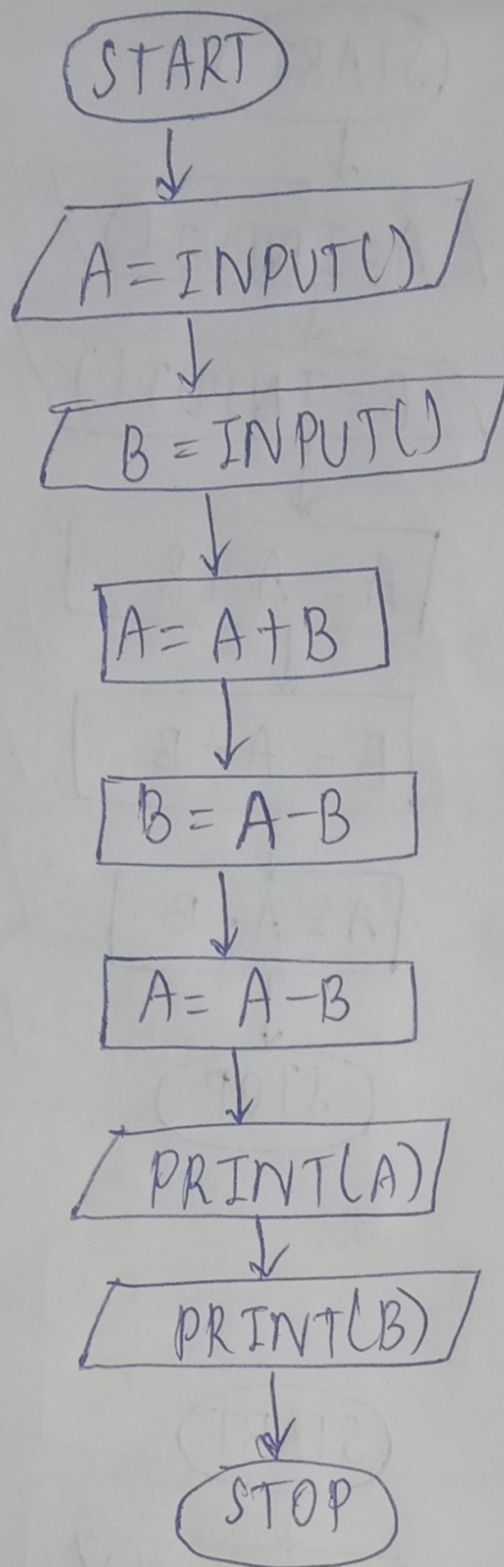 START
A = INPUT()
B = INPUT()
A = A + B
B = A - B
A = A - B
PRINT(A)
PRINT(B)
STOP